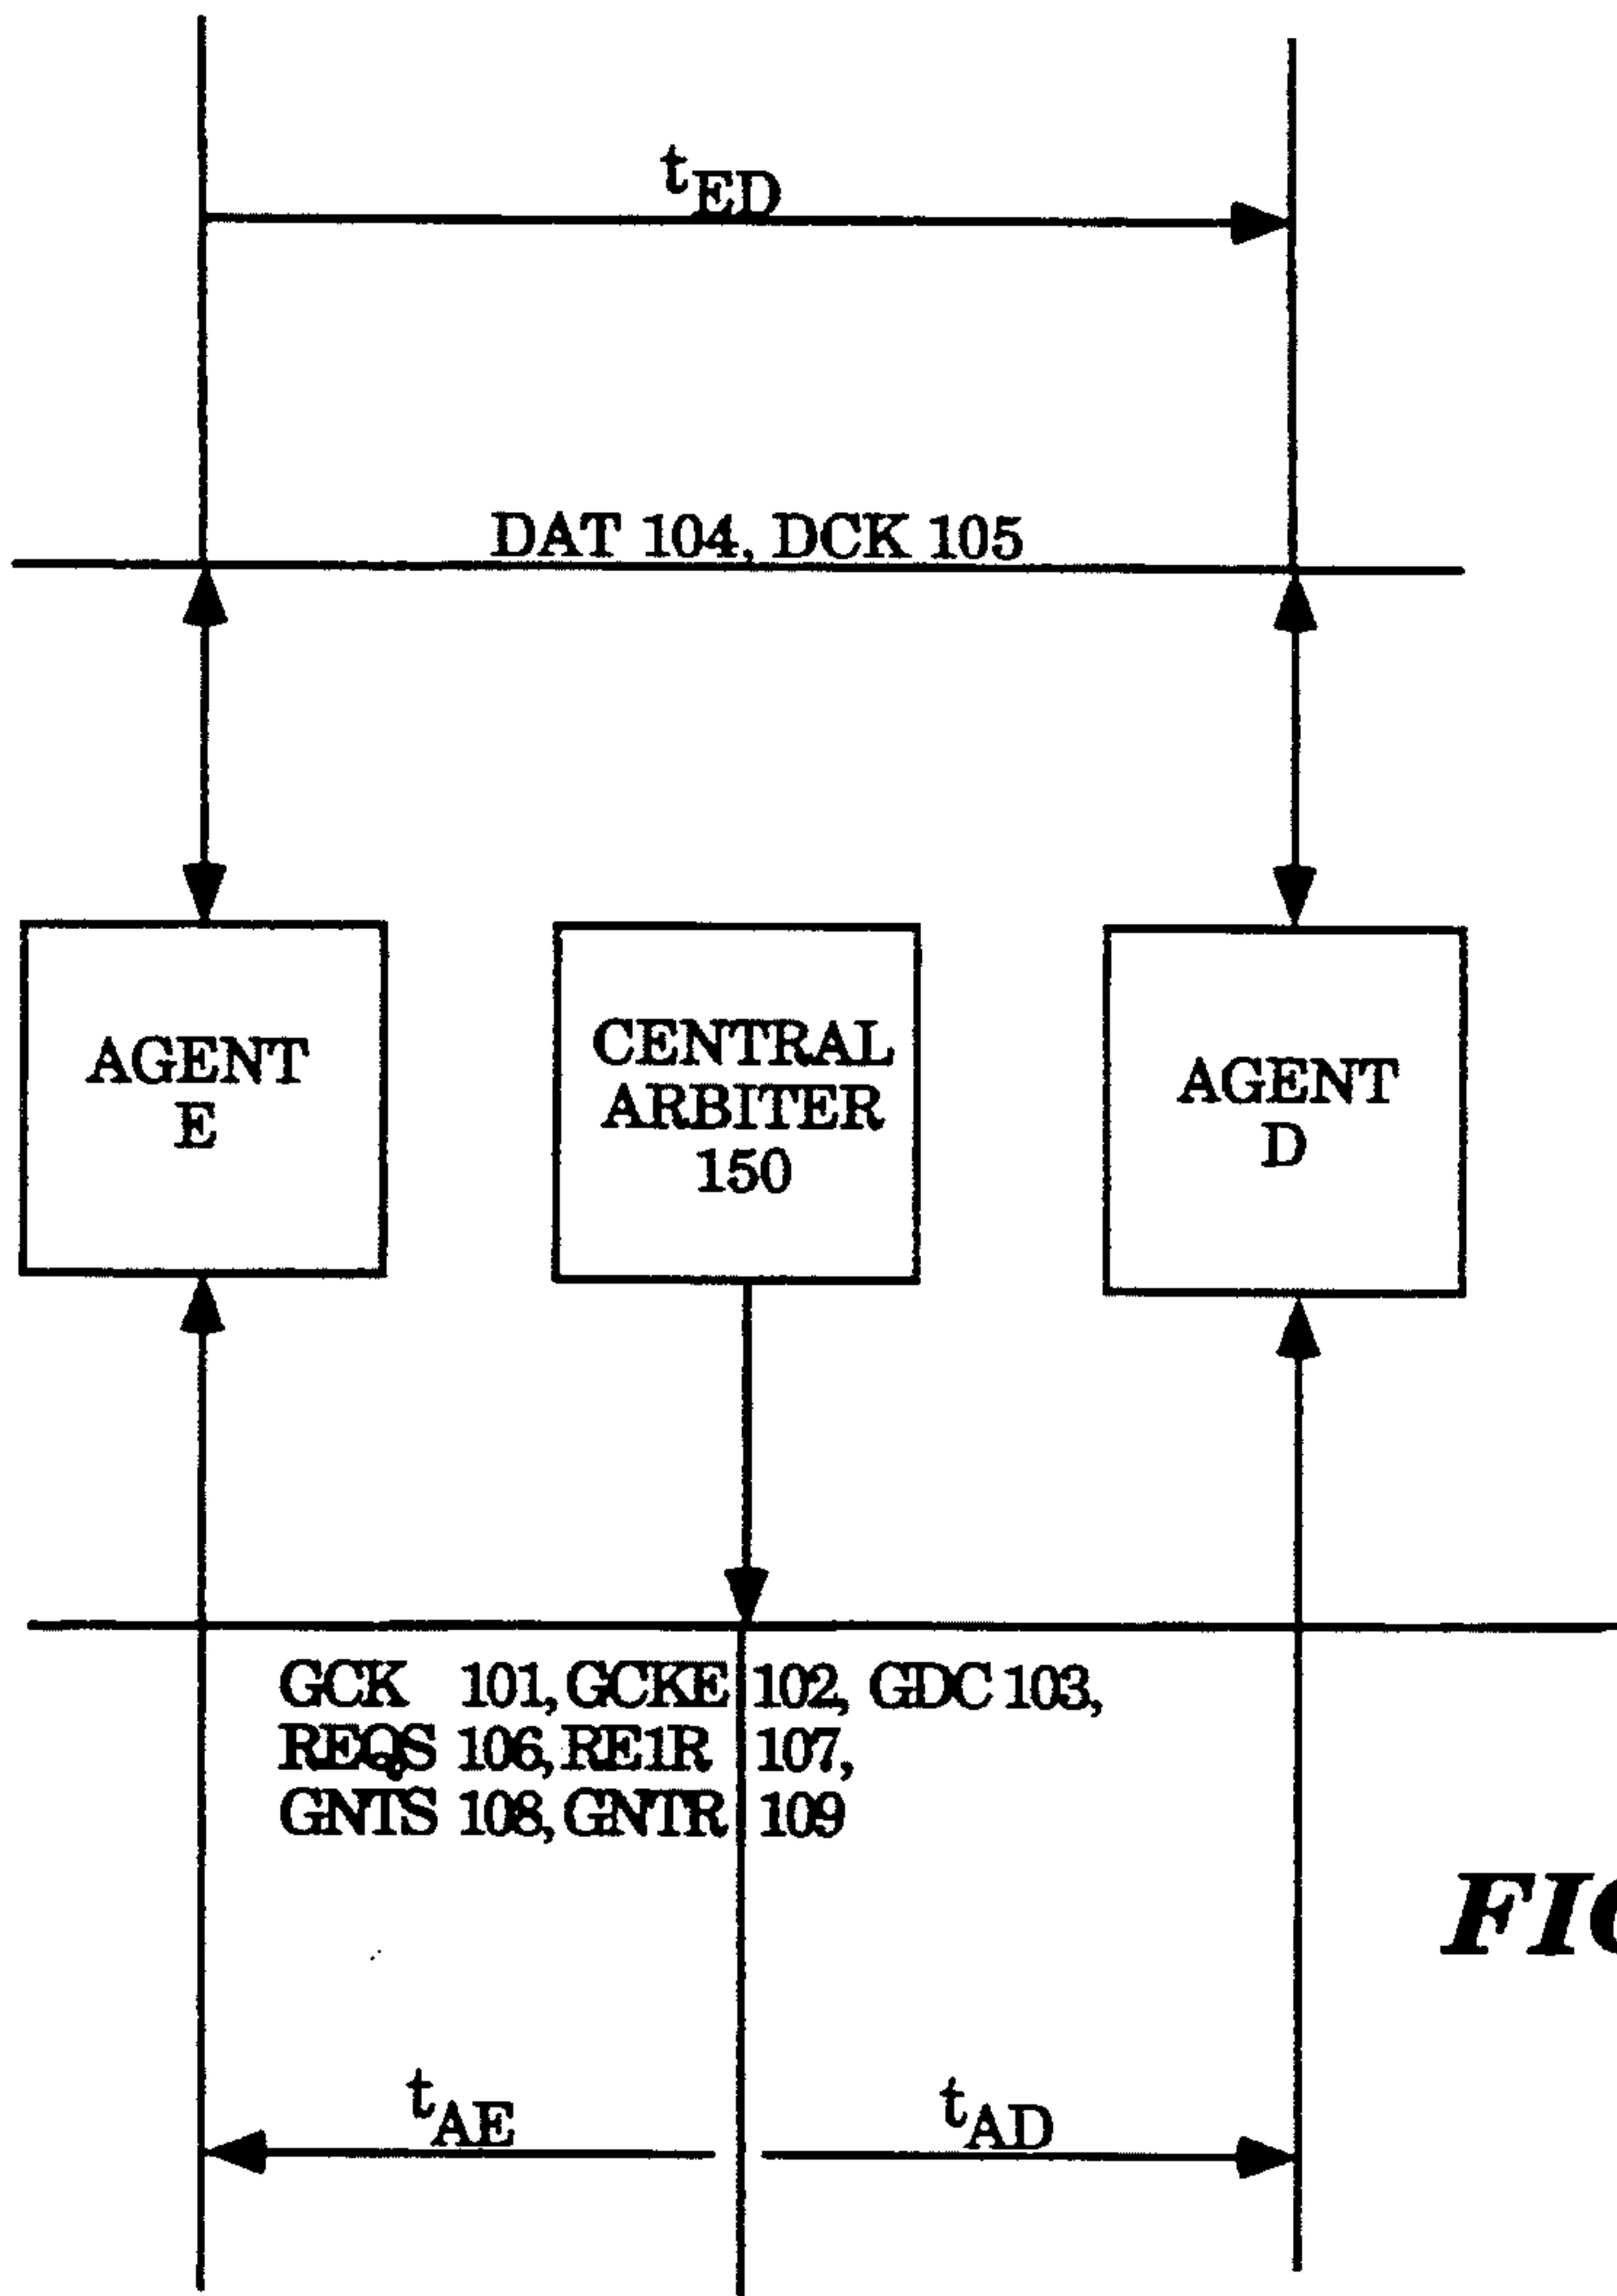 tED
DAT 104, DCK 105
AGENT
E
CENTRAL
ARBITER
150
AGENT
D
GCK 101, GCKE 102, GDC 103,
REQS 106, RE1R 107,
GNTS 108, GNTR 109
FIG
tAE
tAD